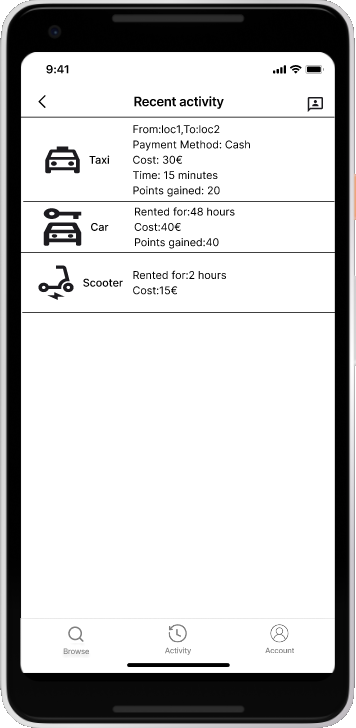 9:41
Recent activity
Taxi
From:loc1,To:loc2
Payment Method: Cash
Cost: 30€
Time: 15 minutes
Points gained: 20
Car
Rented for:48 hours
Cost:40€
Points gained:40
Scooter
Rented for:2 hours
Cost:15€
Browse
Activity
Account